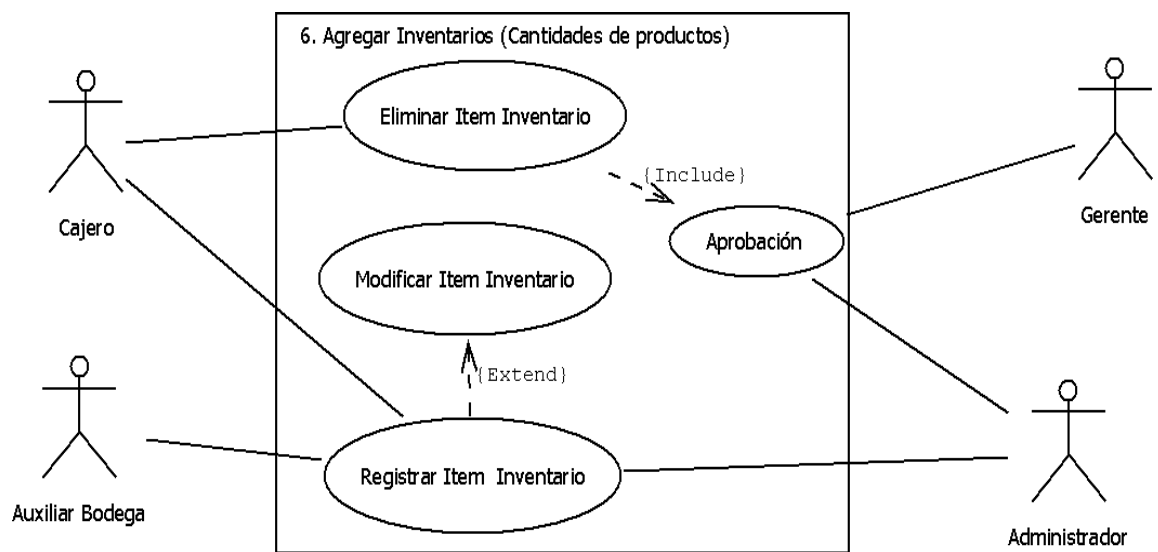 6. Agregar Inventarios (Cantidades de productos)
Eliminar Item Inventario
{Include}
Cajero
Aprobación
Gerente
Modificar Item Inventario
{Extend}
Auxiliar Bodega
Registrar Item Inventario
Administrador